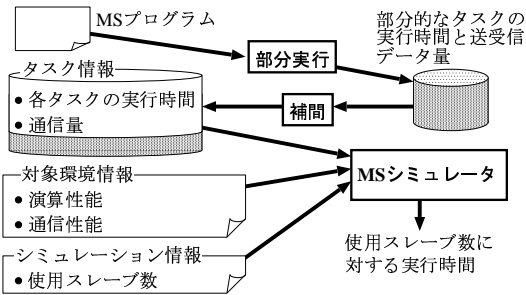 MSプログラム
部分実行
部分的なタスクの
実行時間と送受信
データ量
タスク情報
● 各タスクの実行時間
● 通信量
補間
対象環境情報
● 演算性能
● 通信性能
MSシミュレータ
シミュレーション情報
● 使用スレーブ数
使用スレーブ数に
対する実行時間